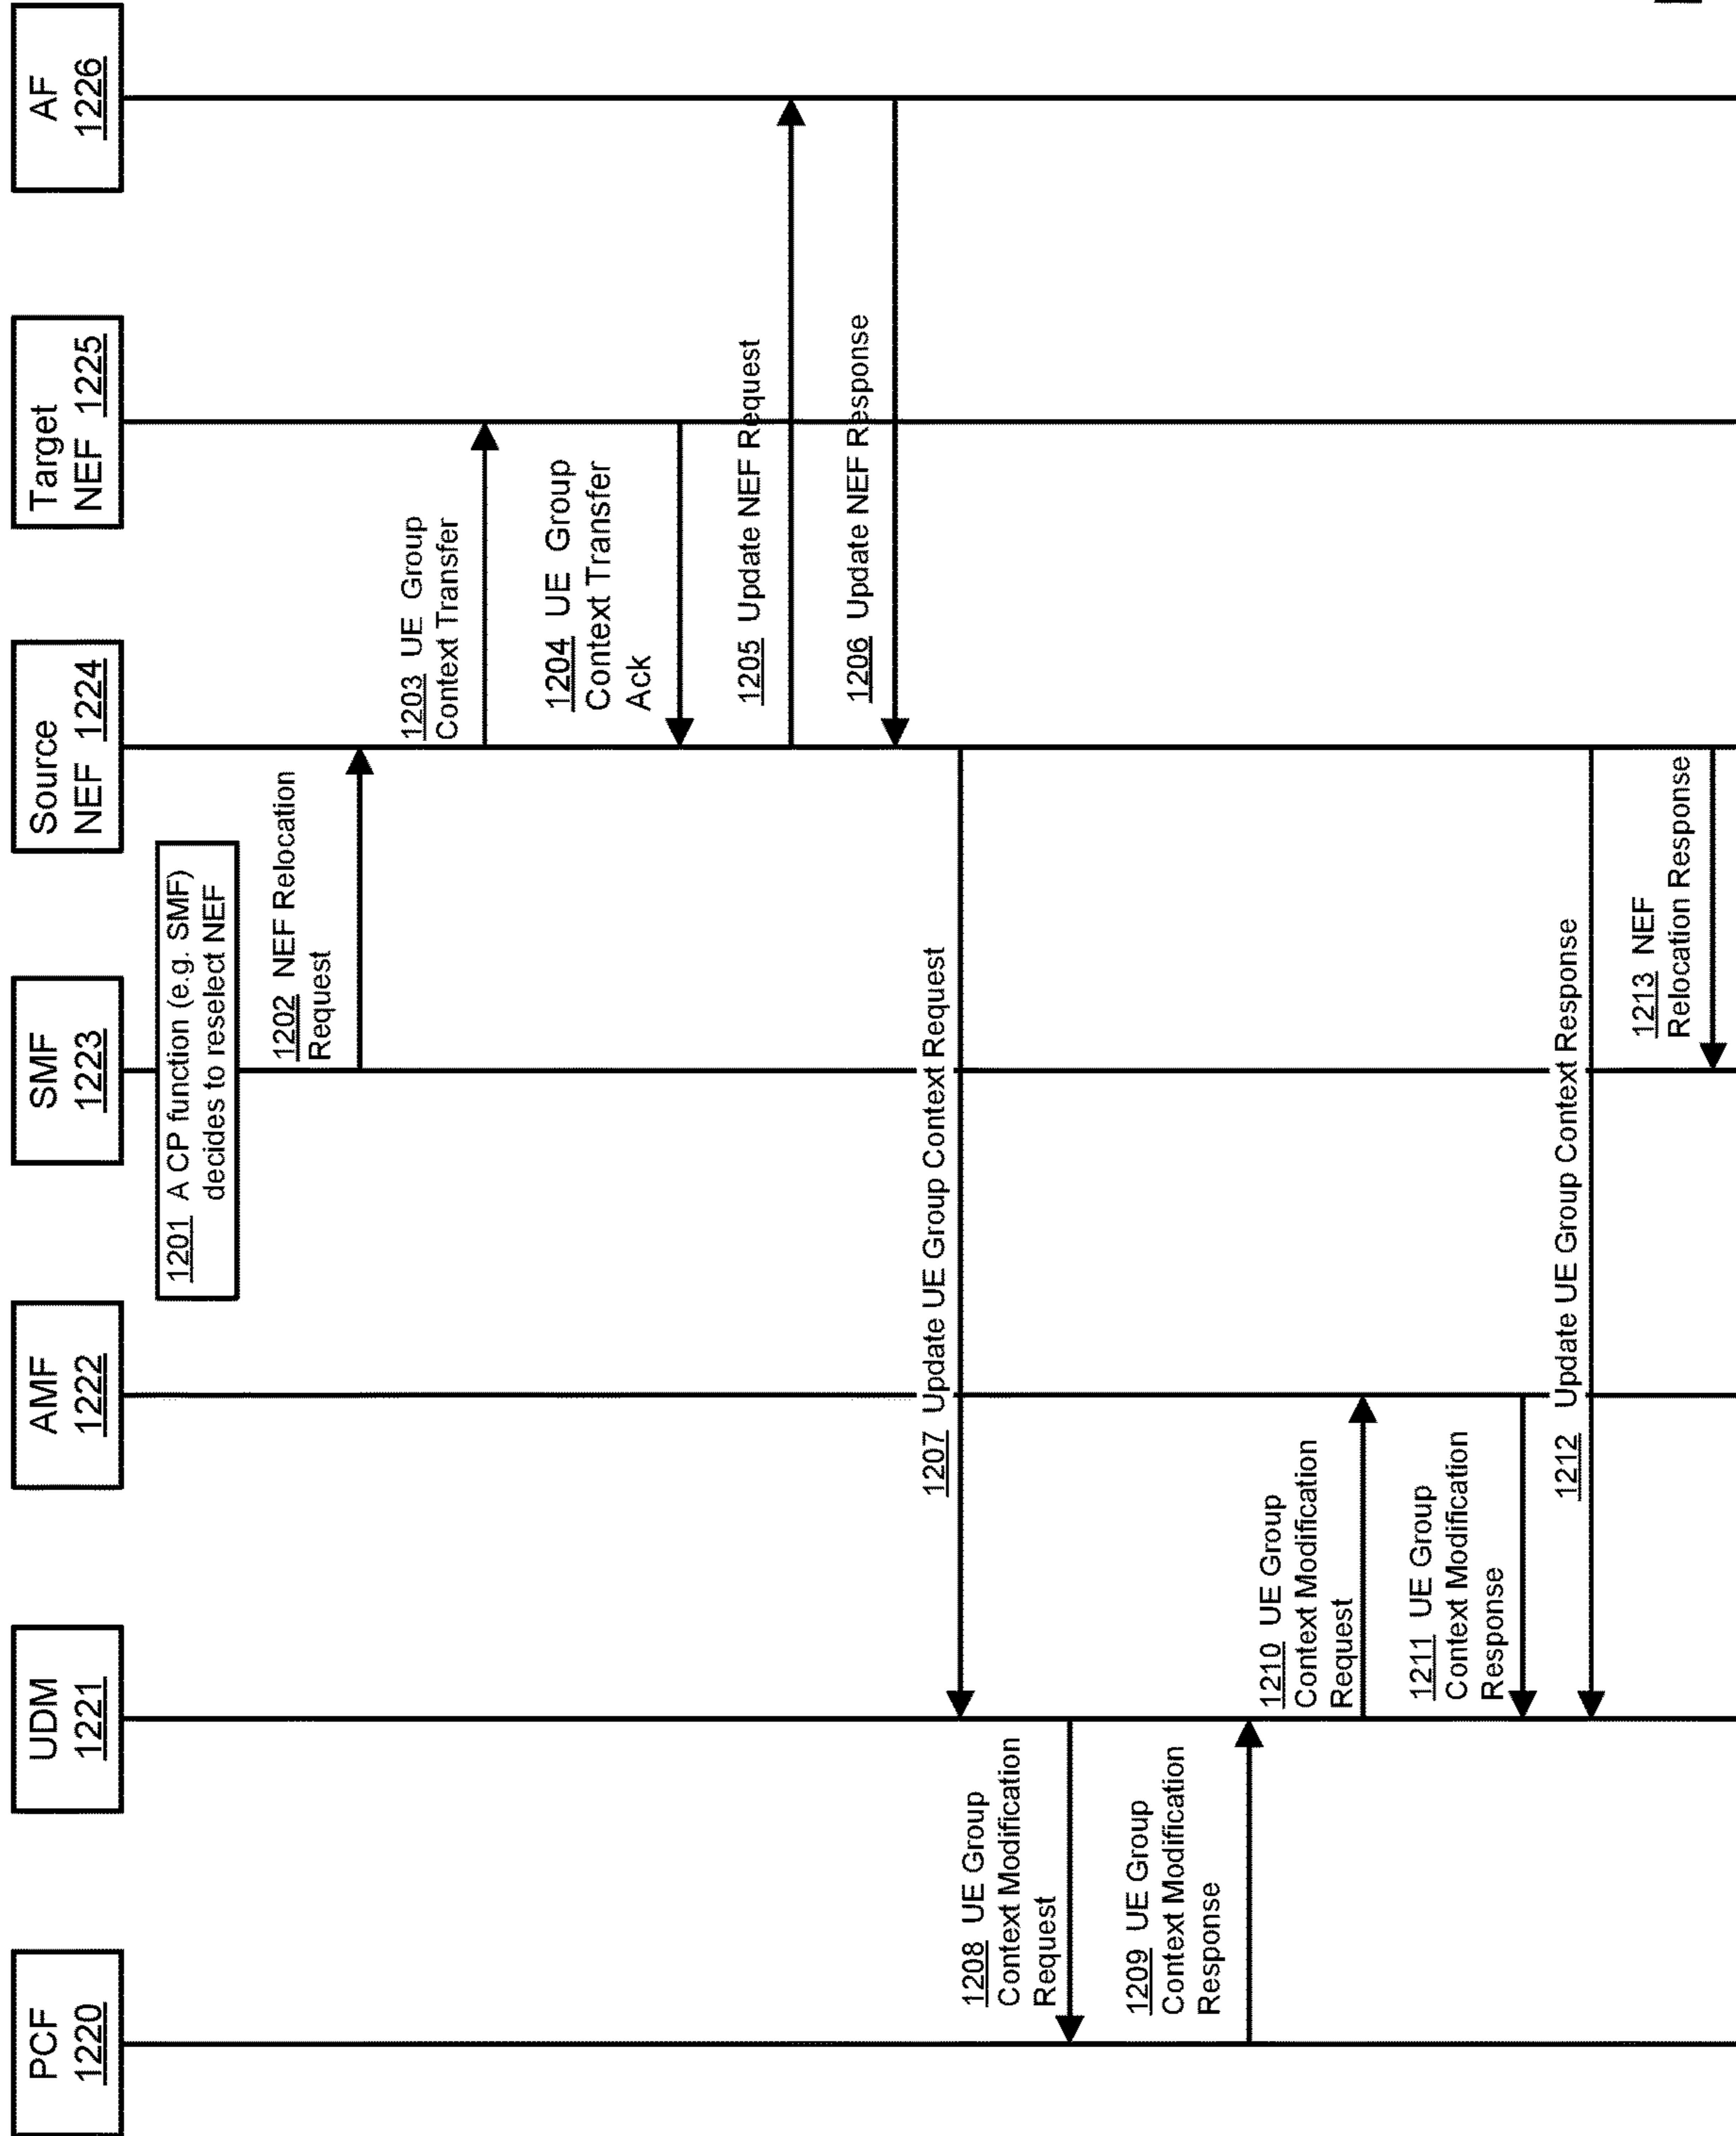 PCF
1220
UDM
1221
AMF
1222
SMF
1223
Source
NEF 1224
Target
NEF 1225
AF
1226
1201 A CP function (e.g. SMF)
decides to reselect NEF
1202 NEF Relocation
Request
1203 UE Group
Context Transfer
1204 UE Group
Context Transfer
Ack
1205 Update NEF Request
1206 Update NEF Response
1207 Update UE Group Context Request
1208 UE Group
Context Modification
Request
1209 UE Group
Context Modification
Response
1210 UE Group
Context Modification
Request
1211 UE Group
Context Modification
Response
1212 Update UE Group Context Response
1213 NEF
Relocation Response